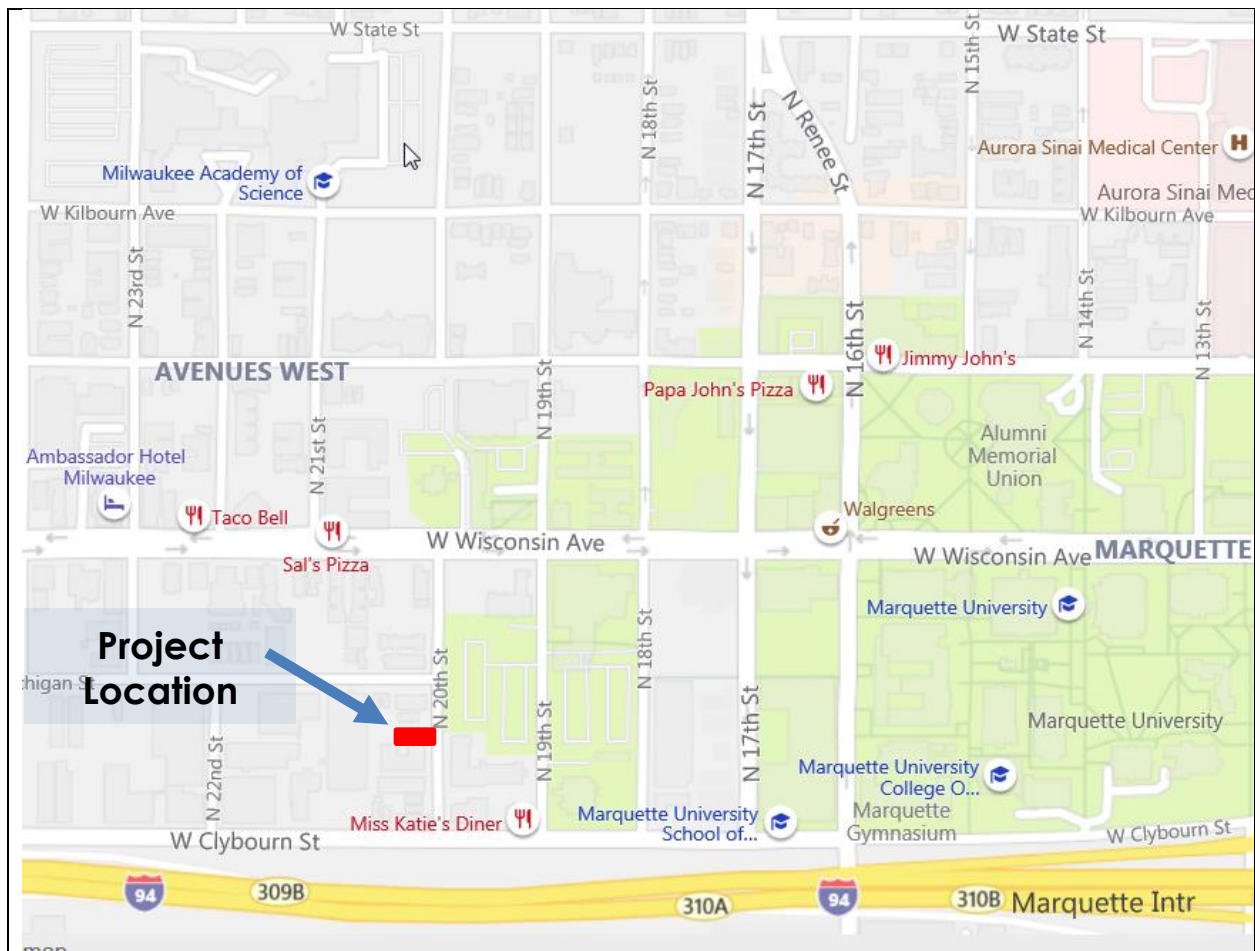 W State St
W State St
N 15th St
N 18th St
N 17th St
N Renee St
Aurora Sinai Medical Center
H
Milwaukee Academy of
Science
Aurora Sinai Med
W Kilbourn Ave
W Kilbourn Ave
N 23rd St
N 14th St
N 13th St
N 16th St
Jimmy John's
AVENUES WEST
N 19th St
Papa John's Pizza
N 21st St
Alumni
Memorial
Union
Ambassador Hotel
Milwaukee
Taco Bell
Walgreens
W Wisconsin Ave
W Wisconsin Ave
MARQUETTE
Sal's Pizza
Marquette University
Project
Location
higan St
N 20th St
N 18th St
N 19th St
N 17th St
Marquette University
N 22nd St
Marquette University
College O...
Miss Katie's Diner
Marquette University
School of...
Marquette
Gymnasium
W Clybourn St
W Clybourn St
94
309B
310A
94
310B
Marquette Intr